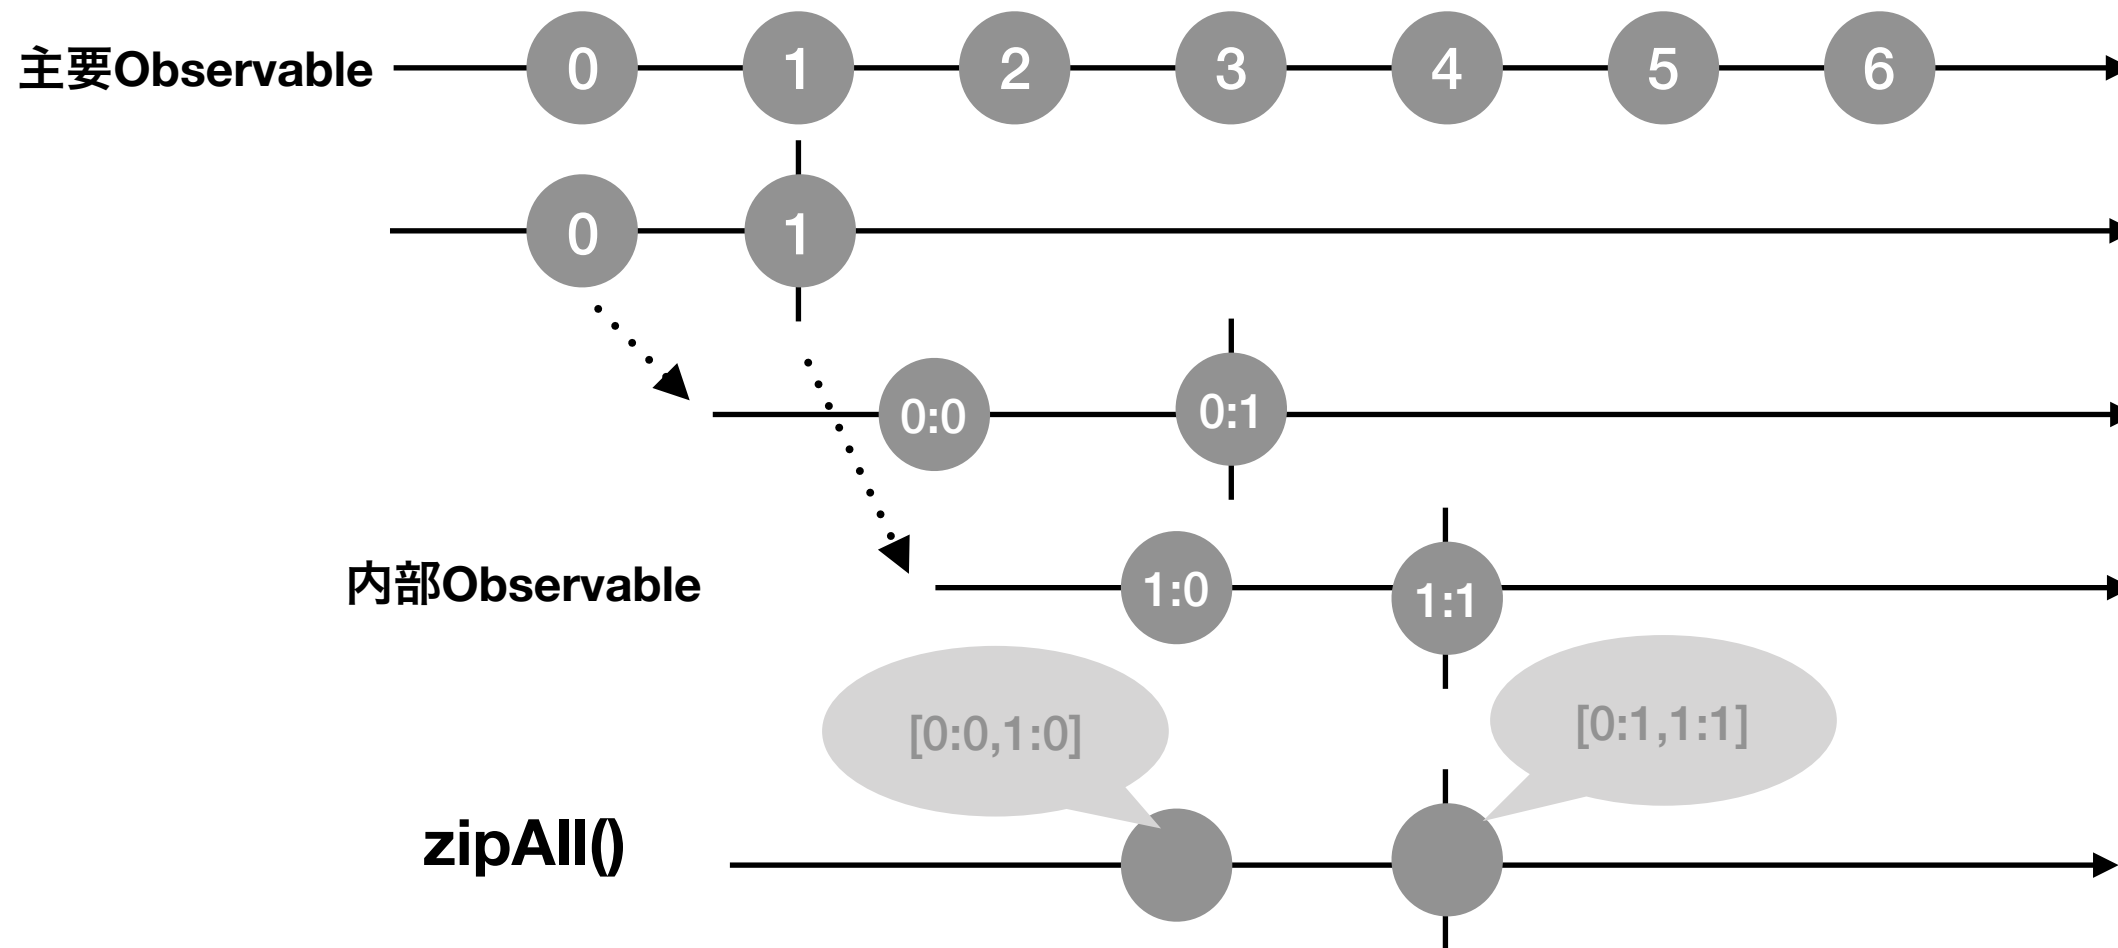 主要Observable 0 1 2 3 4 5 6
0 1
0:0 0:1
内部Observable 1:0 1:1
[0:0,1:0] [0:1,1:1]
zipAll()